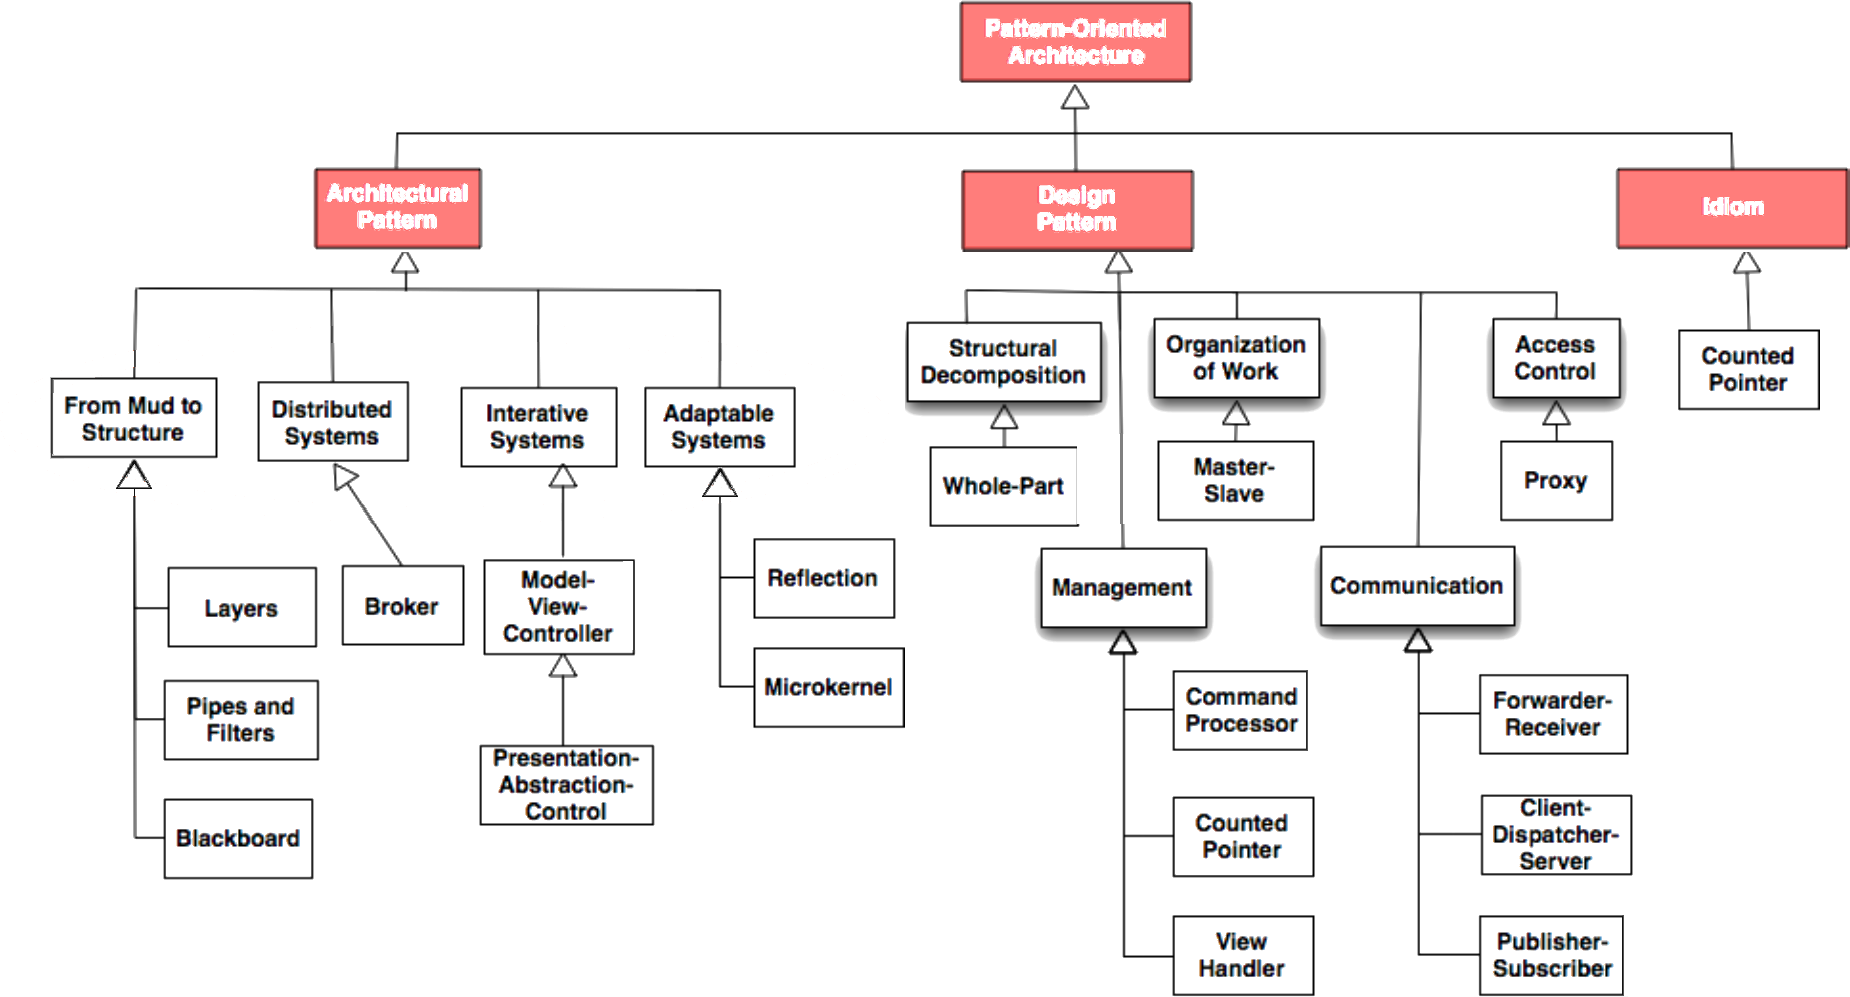 Pattern-Oriented
Architecture
Architectural
Pattern
Design
Pattern
Idiom
Structural
Decomposition
Organization
of Work
Access
Control
Counted
Pointer
From Mud to
Structure
Distributed
Systems
Interative
Systems
Adaptable
Systems
Whole-Part
Master-
Slave
Proxy
Layers
Broker
Model-
View-
Controller
Reflection
Management
Communication
Pipes and
Filters
Microkernel
Command
Processor
Forwarder-
Receiver
Presentation-
Abstraction-
Control
Blackboard
Counted
Pointer
Client-
Dispatcher-
Server
View
Handler
Publisher-
Subscriber